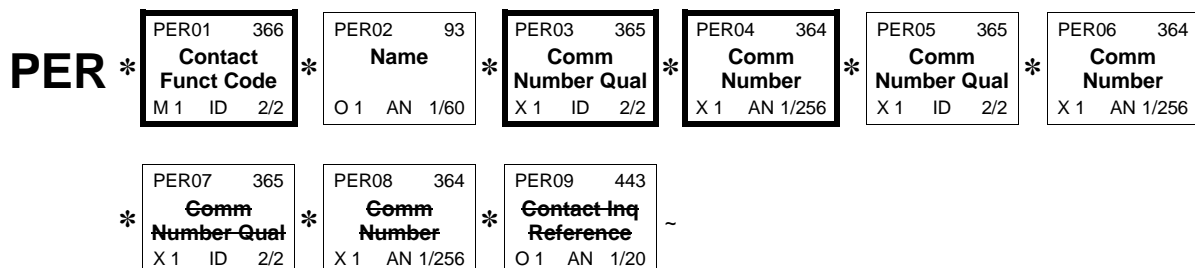 PER01 366 PER02 93 PER03 365 PER04 364 PER05 365 PER06 364
PER * Contact Funct Code * Name * Comm Number Qual * Comm Number * Comm Number Qual * Comm Number
M 1 ID 2/2 O 1 AN 1/60 X 1 ID 2/2 X 1 AN 1/256 X 1 ID 2/2 X 1 AN 1/256
PER07 365 PER08 364 PER09 443
* Comm Number Qual * Comm Number * Contact Inq Reference ~
X 1 ID 2/2 X 1 AN 1/256 O 1 AN 1/20